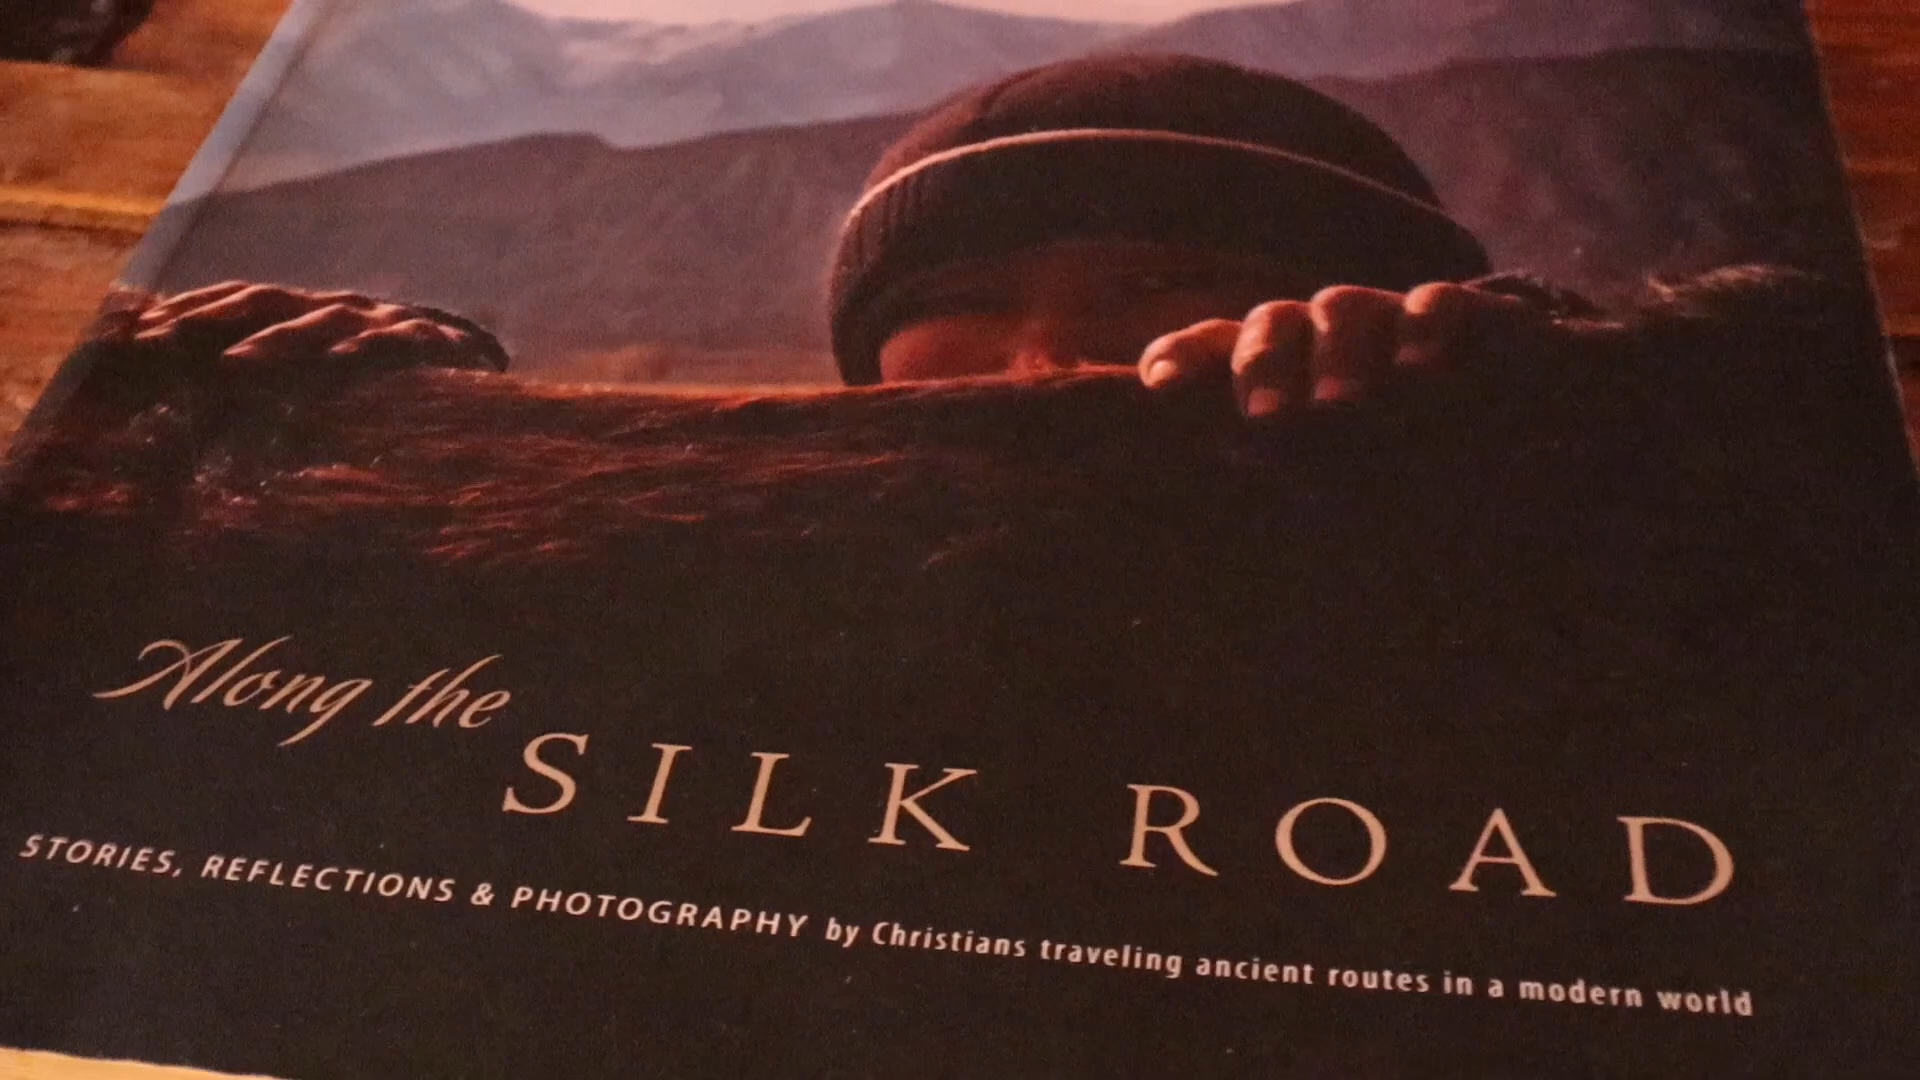 Along the
SILK ROAD
STORIES, REFLECTIONS & PHOTOGRAPHY by Christians traveling ancient routes in a modern world